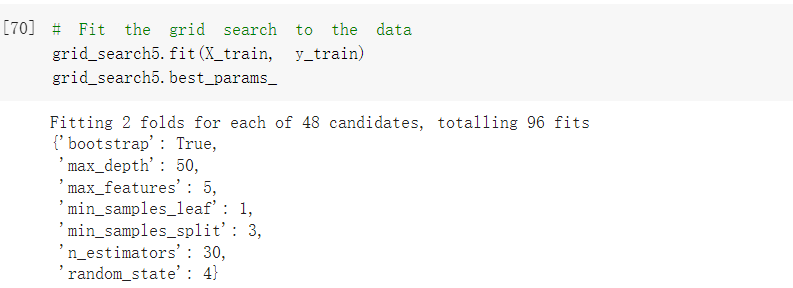 [70] # Fit the grid search to the data
grid_search5.fit(X_train, y_train)
grid_search5.best_params_
Fitting 2 folds for each of 48 candidates, totalling 96 fits
{'bootstrap': True,
'max_depth': 50,
'max_features': 5,
'min_samples_leaf': 1,
'min_samples_split': 3,
'n_estimators': 30,
'random_state': 4}